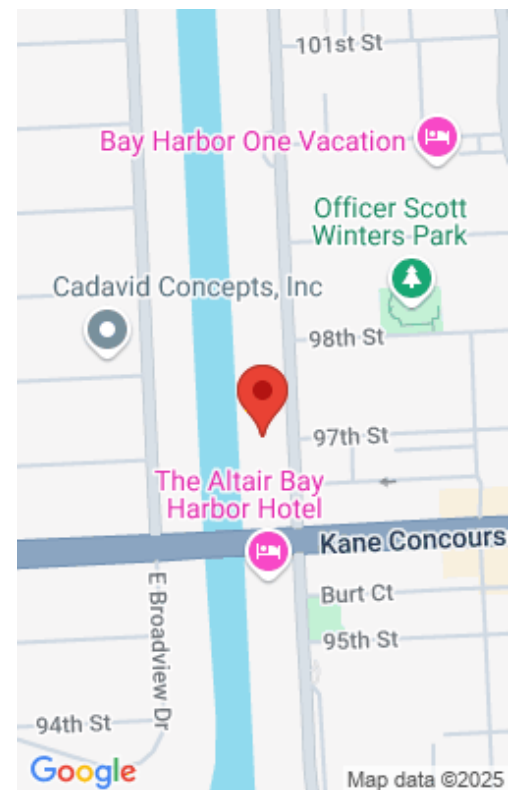 101st St
Bay Harbor One Vacation
Officer Scott
Winters Park
Cadavid Concepts, Inc
98th St
97th St
The Altair Bay
Harbor Hotel
Kane Concours
Burt Ct
E Broadview Dr
95th St
94th St
Google
Map data ©2025